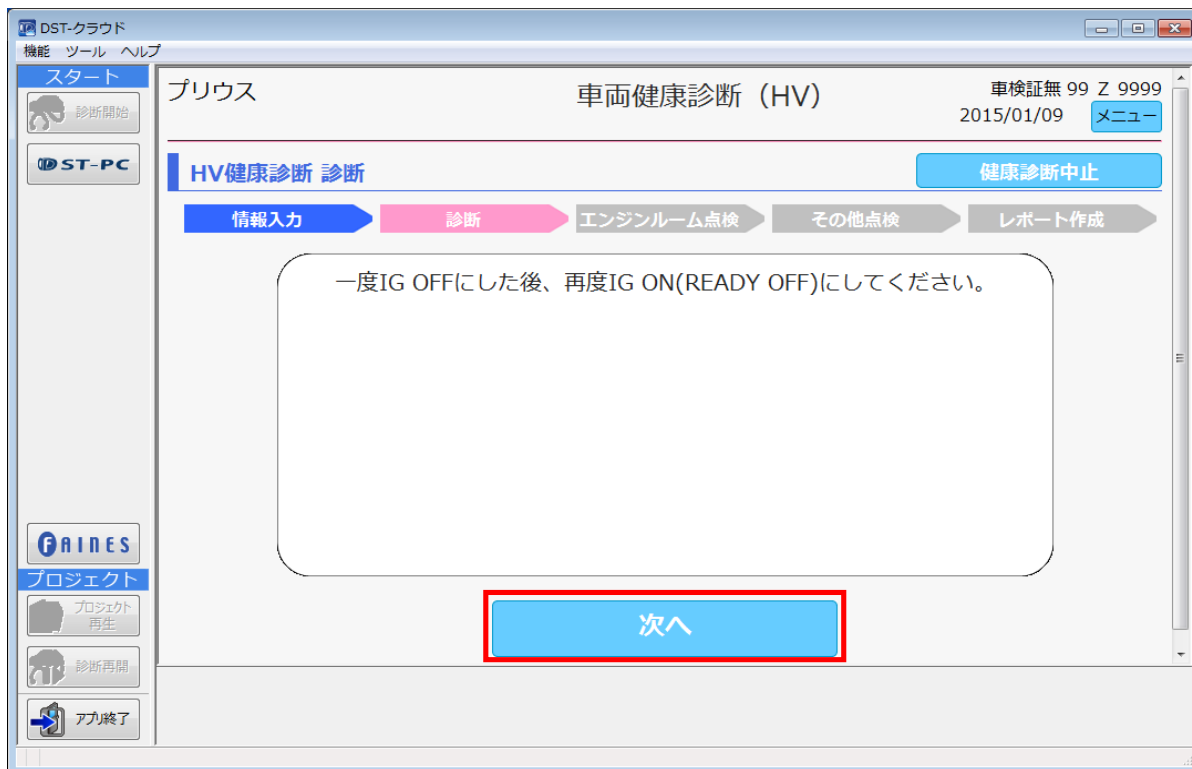 DST-クラウド
機能 ツール ヘルプ
スタート
診断開始
DST-PC
FAINES
プロジェクト
プロジェクト
再生
診断再開
アプリ終了
プリウス
車両健康診断（HV）
車検証無 99 Z 9999
2015/01/09
メニュー
HV健康診断 診断
健康診断中止
情報入力
診断
エンジンルーム点検
その他点検
レポート作成
一度IG OFFにした後、再度IG ON(READY OFF)にしてください。
次へ